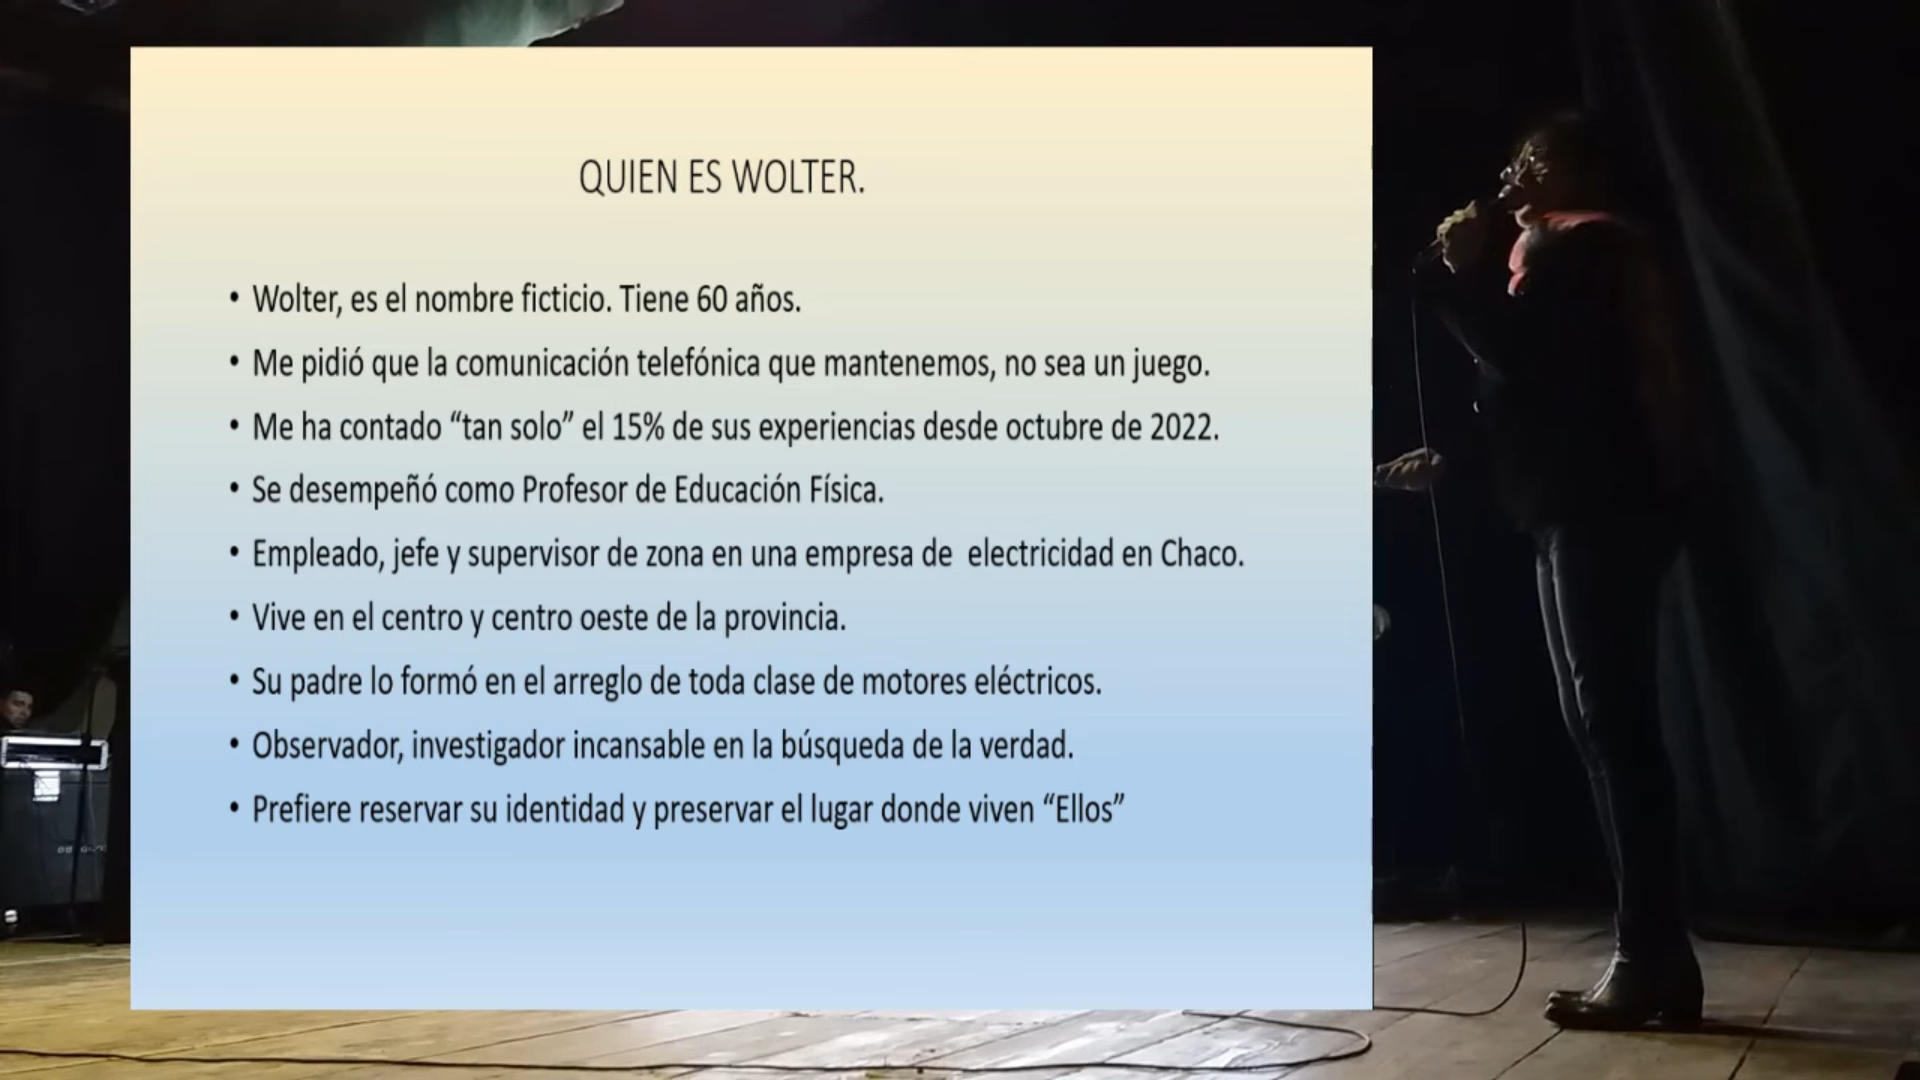 QUIEN ES WOLTER.
• Wolter, es el nombre ficticio. Tiene 60 años.
• Me pidió que la comunicación telefónica que mantenemos, no sea un juego.
• Me ha contado “tan solo” el 15% de sus experiencias desde octubre de 2022.
• Se desempeñó como Profesor de Educación Física.
• Empleado, jefe y supervisor de zona en una empresa de  electricidad en Chaco.
• Vive en el centro y centro oeste de la provincia.
• Su padre lo formó en el arreglo de toda clase de motores eléctricos.
• Observador, investigador incansable en la búsqueda de la verdad.
• Prefiere reservar su identidad y preservar el lugar donde viven “Ellos”